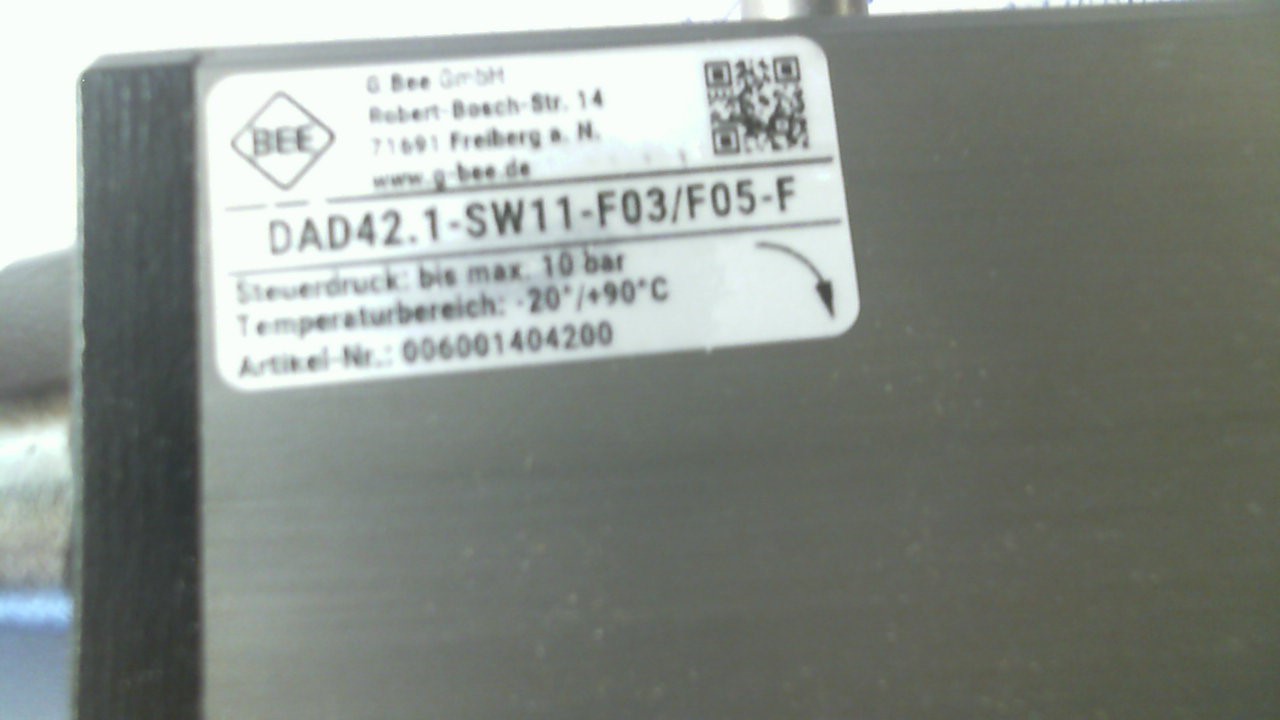 BEE
G Bee GmbH
Robert-Bosch-Str. 14
71691 Freiberg a. N.
www.g-bee.de
DAD42.1-SW11-F03/F05-F
Steuerdruck: bis max. 10 bar
Temperaturbereich: -20°/+90°C
Artikel-Nr.: 006001404200